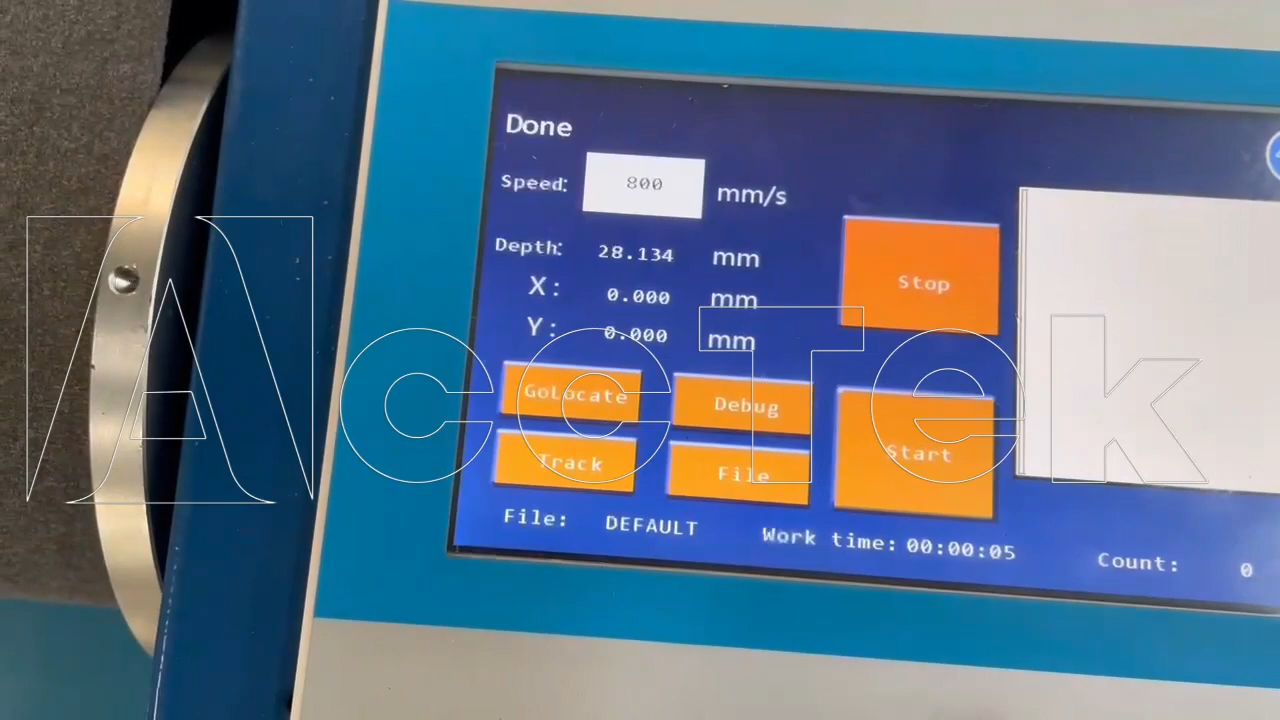 Done
Speed: 800 mm/s
Depth: 28.134 mm
X: 0.000 mm
Y: 0.000 mm
Stop
GoLocate Debug
Start
Track File
File: DEFAULT Work time: 00:00:05 Count: 0
AccTek